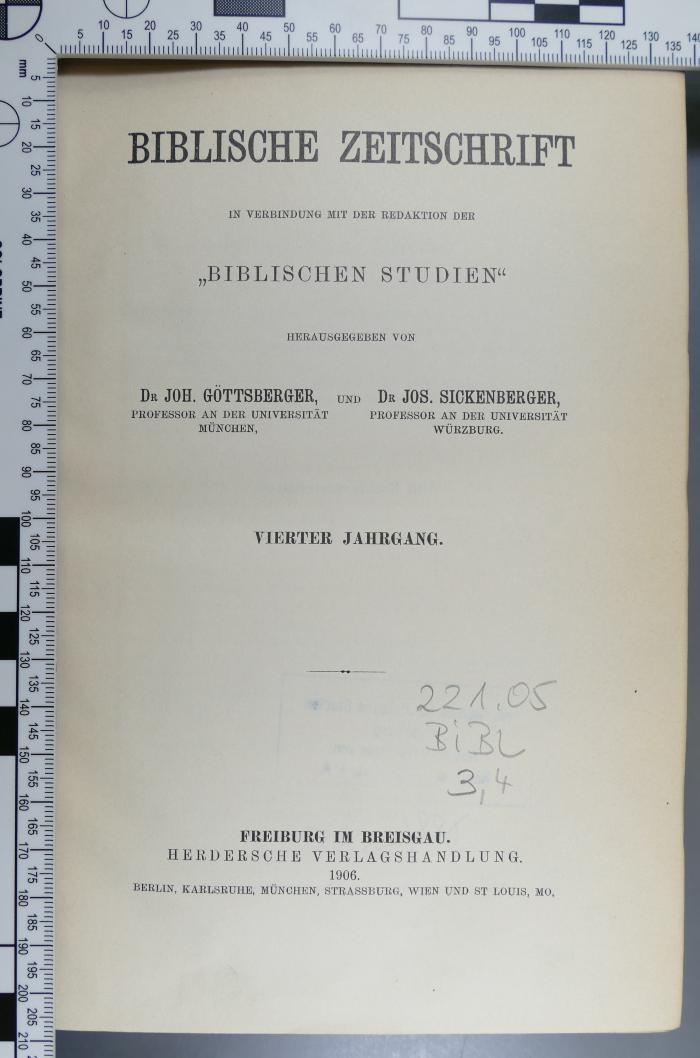 BIBLISCHE ZEITSCHRIFT
IN VERBINDUNG MIT DER REDAKTION DER
„BIBLISCHEN STUDIEN“
HERAUSGEGEBEN VON
DR JOH. GÖTTSBERGER, UND DR JOS. SICKENBERGER,
PROFESSOR AN DER UNIVERSITÄT PROFESSOR AN DER UNIVERSITÄT
MÜNCHEN, WÜRZBURG.
VIERTER JAHRGANG.
221.05
BiBL
3,4
FREIBURG IM BREISGAU.
HERDERSCHE VERLAGSHANDLUNG.
1906.
BERLIN, KARLSRUHE, MÜNCHEN, STRASSBURG, WIEN UND ST LOUIS, MO.